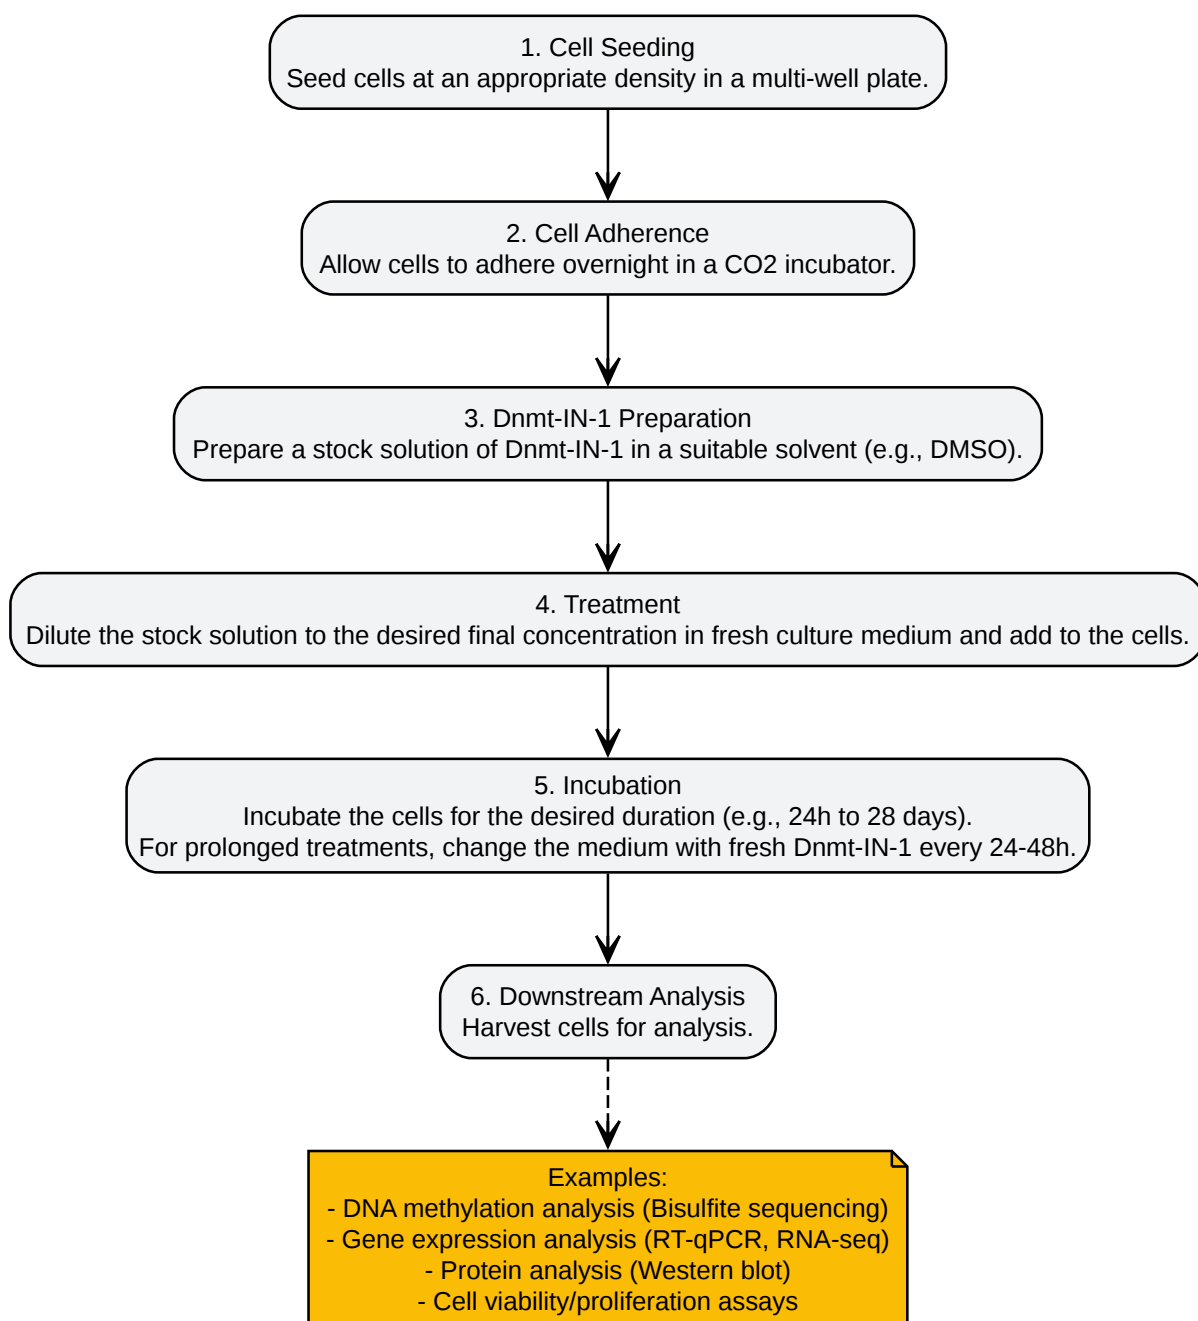 1. Cell Seeding
Seed cells at an appropriate density in a multi-well plate.
2. Cell Adherence
Allow cells to adhere overnight in a CO2 incubator.
3. Dnmt-IN-1 Preparation
Prepare a stock solution of Dnmt-IN-1 in a suitable solvent (e.g., DMSO).
4. Treatment
Dilute the stock solution to the desired final concentration in fresh culture medium and add to the cells.
5. Incubation
Incubate the cells for the desired duration (e.g., 24h to 28 days).
For prolonged treatments, change the medium with fresh Dnmt-IN-1 every 24-48h.
6. Downstream Analysis
Harvest cells for analysis.
Examples:
- DNA methylation analysis (Bisulfite sequencing)
- Gene expression analysis (RT-qPCR, RNA-seq)
- Protein analysis (Western blot)
- Cell viability/proliferation assays